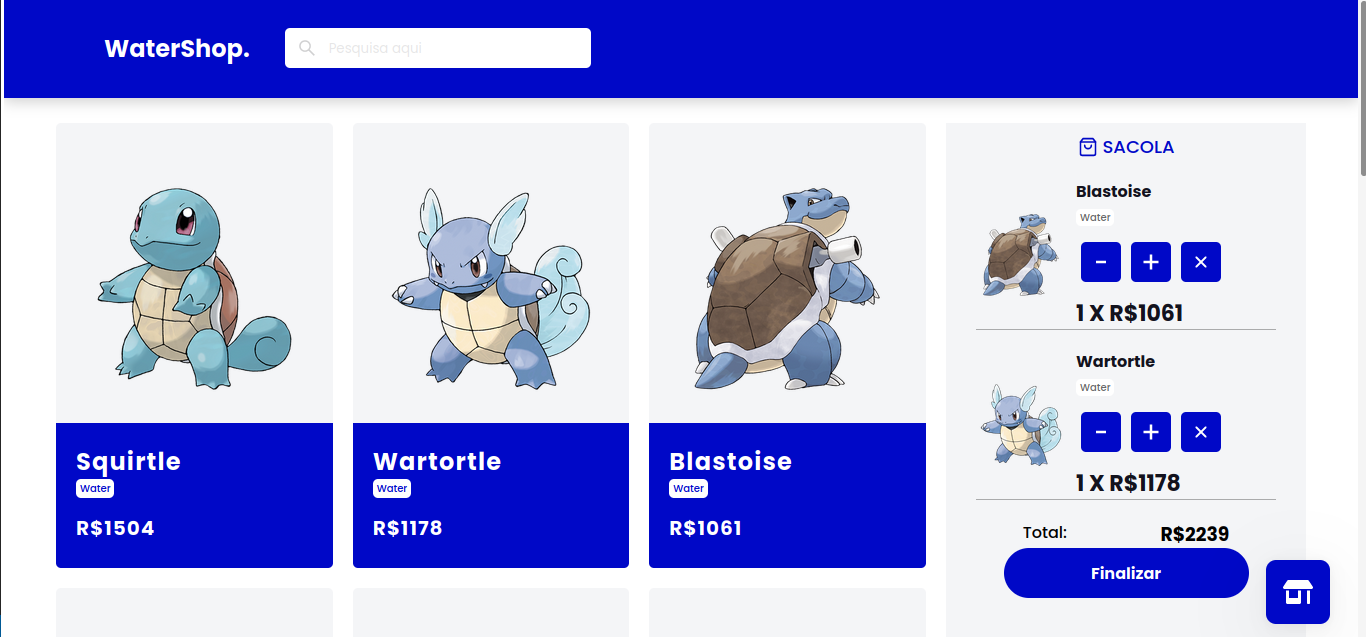 WaterShop.
Pesquisa aqui
Squirtle
Water
R$1504
Wartortle
Water
R$1178
Blastoise
Water
R$1061
SACOLA
Blastoise
Water
1 X R$1061
Wartortle
Water
1 X R$1178
Total: R$2239
Finalizar